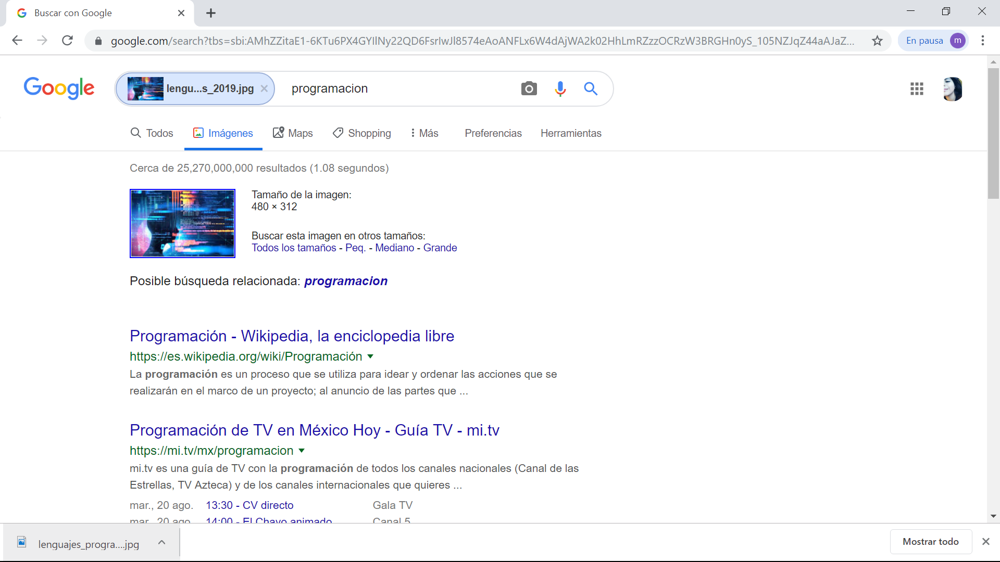 Buscar con Google
google.com/search?tbs=sbi:AMhZZitaE1-6KTu6PX4GYIlNy22QD6FsrIwJl8574eAoANFLx6W4dAjWA2k02HhLmRZzzOCRzW3BRGHn0yS_105NZJqZ44aAJaZ...
En pausa m
Google
lengu...s_2019.jpg
programacion
Todos Imágenes Maps Shopping Más Preferencias Herramientas
Cerca de 25,270,000,000 resultados (1.08 segundos)
Tamaño de la imagen:
480 × 312
Buscar esta imagen en otros tamaños:
Todos los tamaños - Peq. - Mediano - Grande
Posible búsqueda relacionada: programacion
Programación - Wikipedia, la enciclopedia libre
https://es.wikipedia.org/wiki/Programación
La programación es un proceso que se utiliza para idear y ordenar las acciones que se
realizarán en el marco de un proyecto; al anuncio de las partes que ...
Programación de TV en México Hoy - Guía TV - mi.tv
https://mi.tv/mx/programacion
mi.tv es una guía de TV con la programación de todos los canales nacionales (Canal de las
Estrellas, TV Azteca) y de los canales internacionales que quieres ...
mar., 20 ago. 13:30 - CV directo Gala TV
mar., 20 ago. 14:00 - El Chavo animado Canal 5
lenguajes_progra....jpg
Mostrar todo